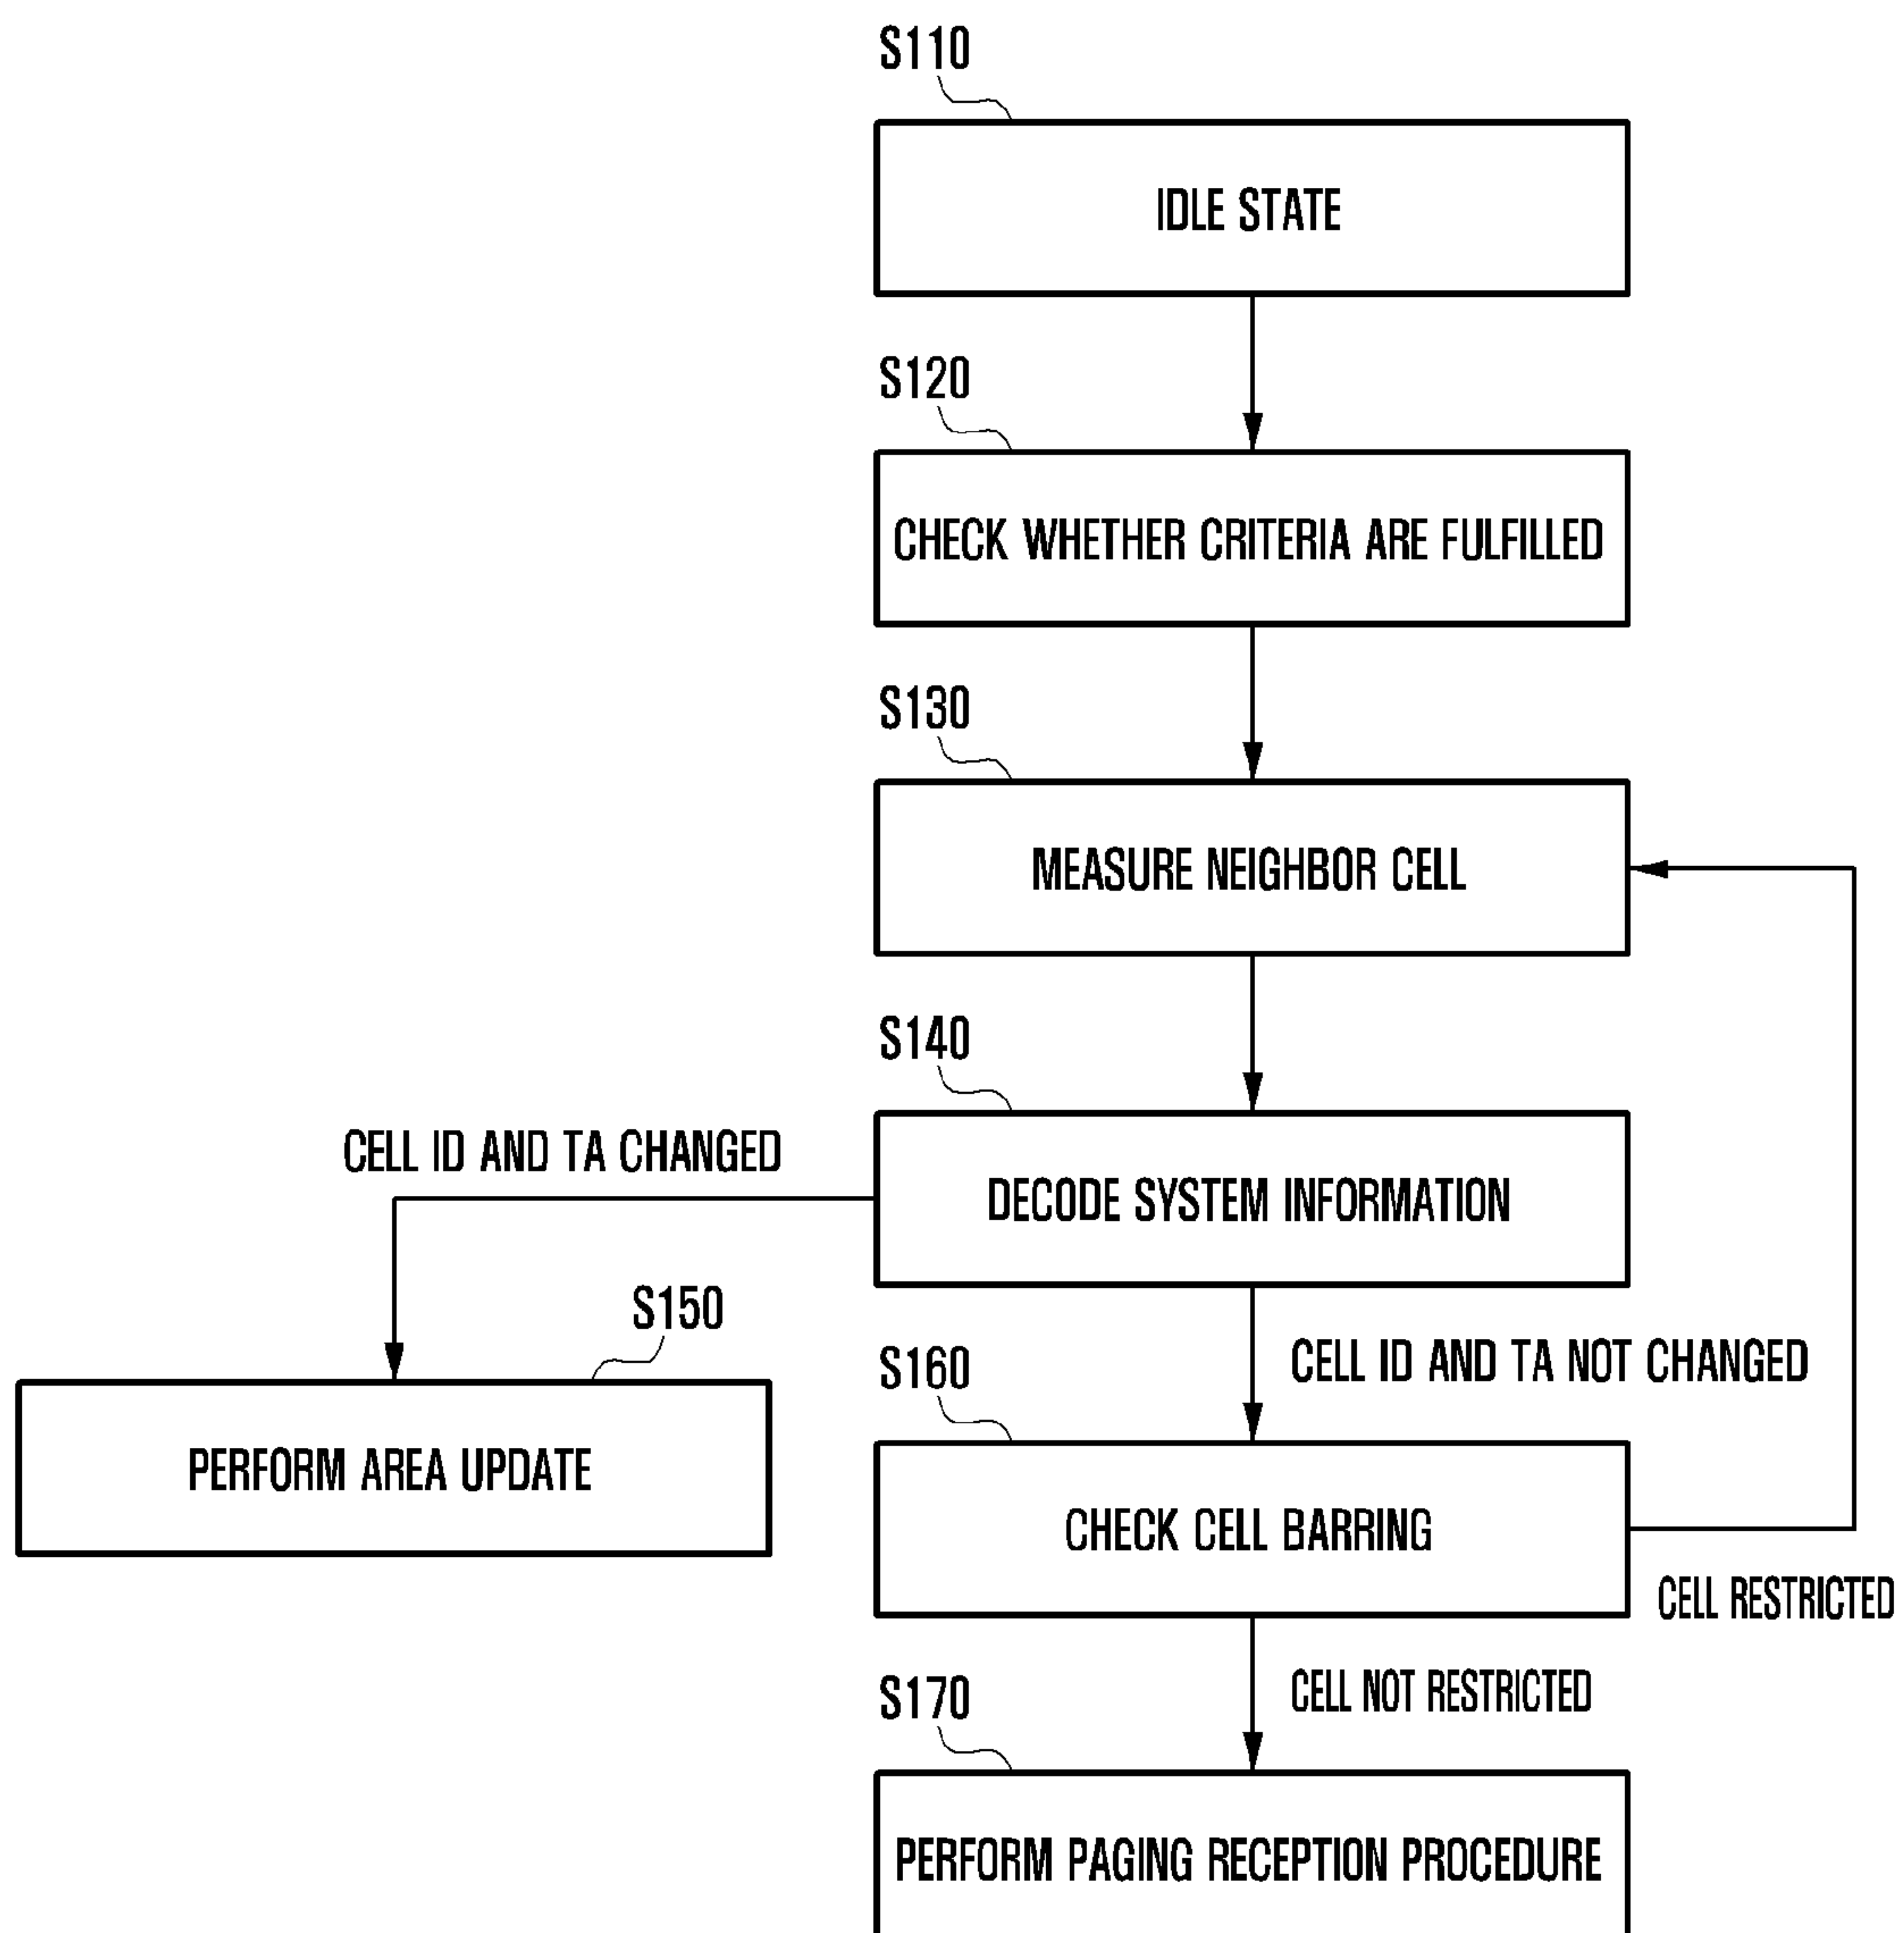 S110
IDLE STATE
S120
CHECK WHETHER CRITERIA ARE FULFILLED
S130
MEASURE NEIGHBOR CELL
S140
DECODE SYSTEM INFORMATION
CELL ID AND TA CHANGED
S150
PERFORM AREA UPDATE
CELL ID AND TA NOT CHANGED
S160
CHECK CELL BARRING
CELL RESTRICTED
CELL NOT RESTRICTED
S170
PERFORM PAGING RECEPTION PROCEDURE